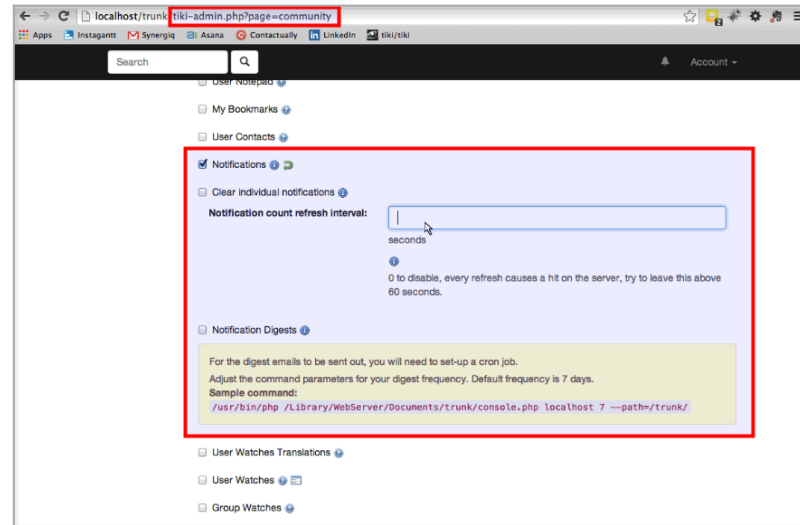 localhost/trunk/tiki-admin.php?page=community
2
Apps Instagantt Synergiq Asana Contactually LinkedIn tiki/tiki
Search Account
User Notepad
My Bookmarks
User Contacts
Notifications
Clear individual notifications
Notification count refresh interval:
seconds
0 to disable, every refresh causes a hit on the server, try to leave this above
60 seconds.
Notification Digests
For the digest emails to be sent out, you will need to set-up a cron job.
Adjust the command parameters for your digest frequency. Default frequency is 7 days.
Sample command:
/usr/bin/php /Library/WebServer/Documents/trunk/console.php localhost 7 --path=/trunk/
User Watches Translations
User Watches
Group Watches